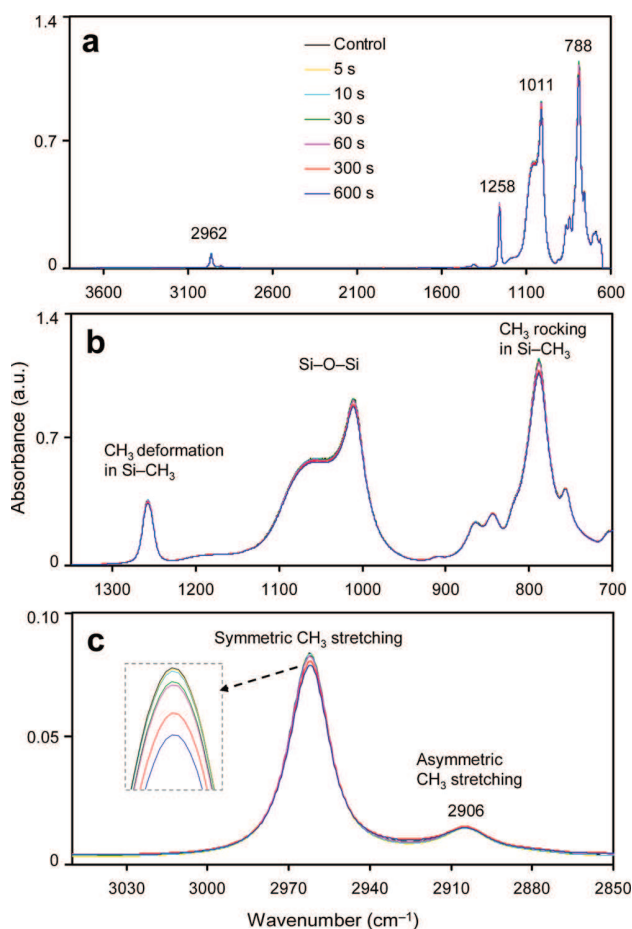 a
1.4
0.7
0
Control
5 s
10 s
30 s
60 s
300 s
600 s
2962
1258
1011
788
3600 3100 2600 2100 1600 1100 600
b
1.4
0.7
0
CH₃ deformation
in Si–CH₃
Si–O–Si
CH₃ rocking
in Si–CH₃
1300 1200 1100 1000 900 800 700
Absorbance (a.u.)
c
0.10
0.05
0
Symmetric CH₃ stretching
Asymmetric
CH₃ stretching
2906
3030 3000 2970 2940 2910 2880 2850
Wavenumber (cm⁻¹)